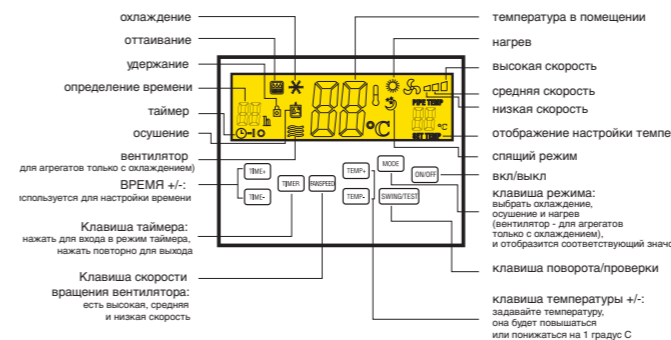 охлаждение
оттаивание
удержание
определение времени
таймер
осушение
вентилятор
для агрегатов только с охлаждением)
ВРЕМЯ +/-:
используется для настройки времени
Клавиша таймера:
нажать для входа в режим таймера,
нажать повторно для выхода
Клавиша скорости
вращения вентилятора:
есть высокая, средняя
и низкая скорость
88
h
88
°C
PIPE TEMP
88
°C
SET TEMP
TIME+
TIME-
TIMER
FANSPEED
TEMP+
TEMP-
MODE
SWING/TEST
ON/OFF
температура в помещении
нагрев
высокая скорость
средняя скорость
низкая скорость
отображение настройки темпе
спящий режим
вкл/выкл
клавиша режима:
выбрать охлаждение,
осушение и нагрев
(вентилятор - для агрегатов
только с охлаждением),
и отобразится соответствующий значо
клавиша поворота/проверки
клавиша температуры +/-:
задавайте температуру,
она будет повышаться
или понижаться на 1 градус С